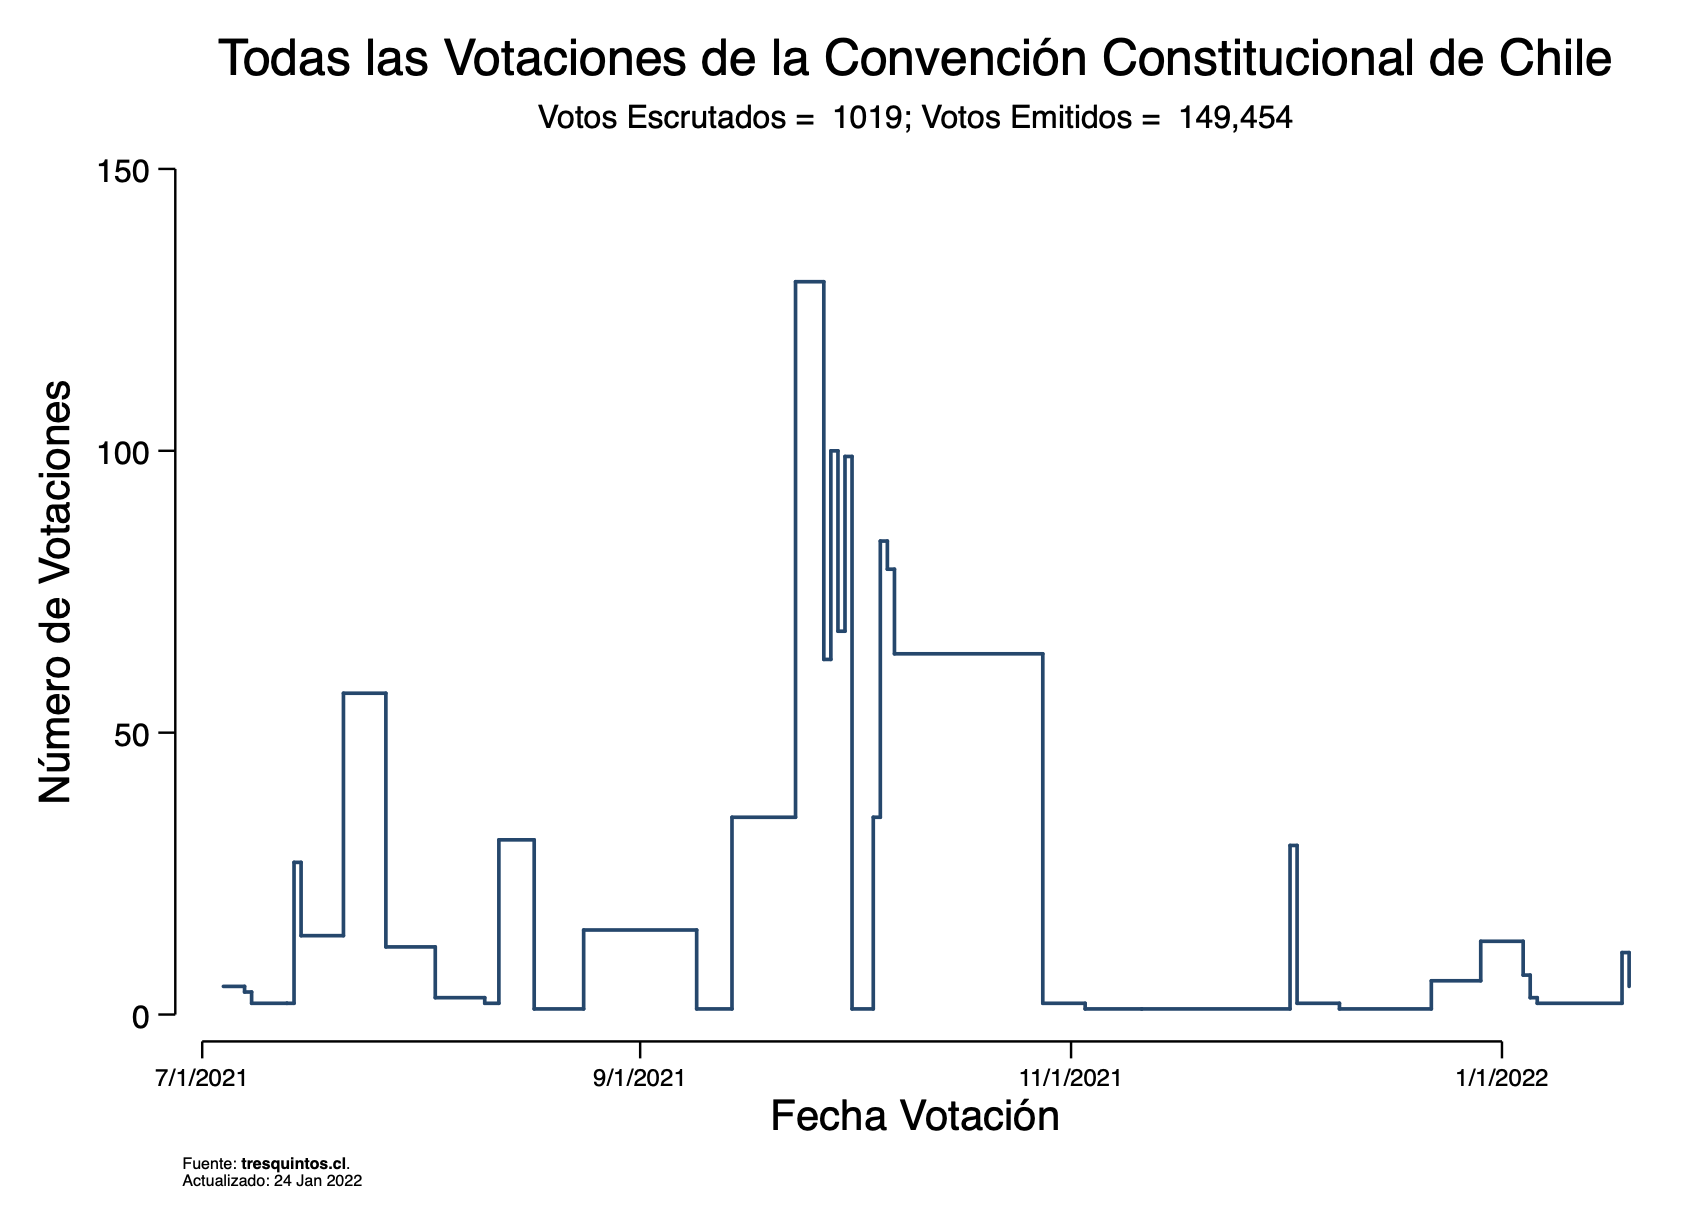 Todas las Votaciones de la Convención Constitucional de Chile
Votos Escrutados = 1019; Votos Emitidos = 149,454
150
100
50
0
Número de Votaciones
7/1/2021 9/1/2021 11/1/2021 1/1/2022
Fecha Votación
Fuente: tresquintos.cl.
Actualizado: 24 Jan 2022